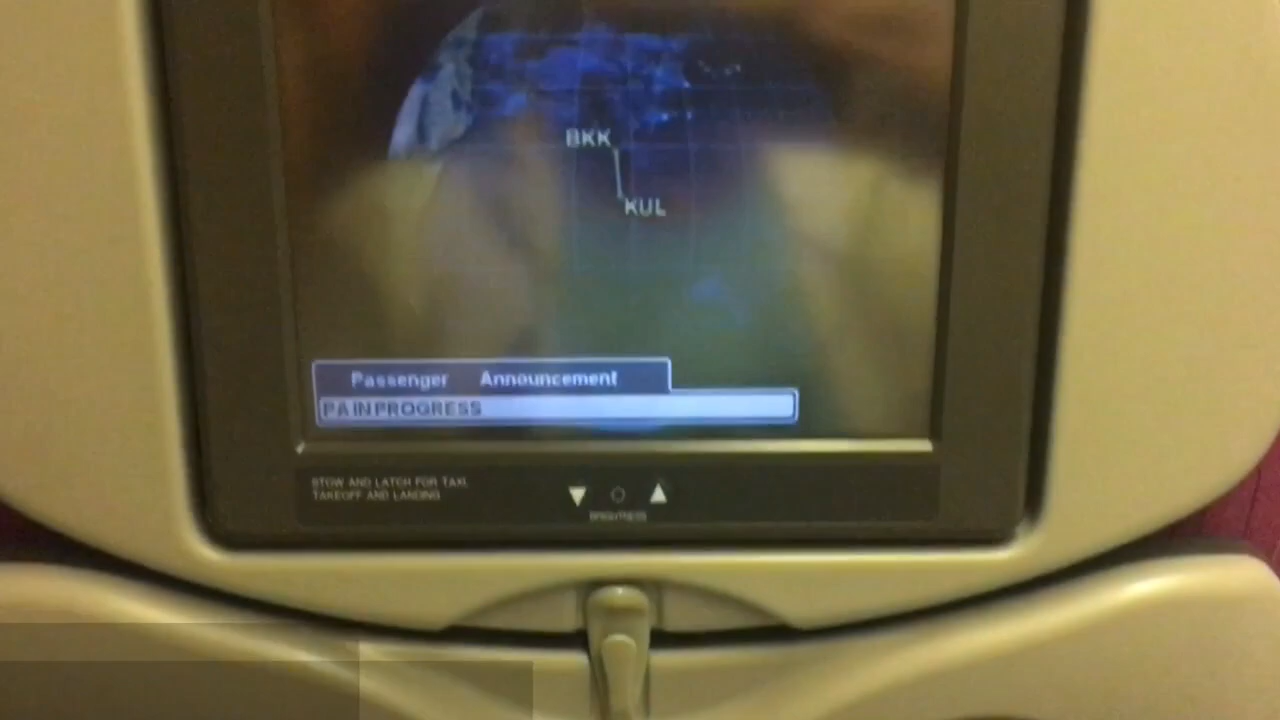 BKK
KUL
Passenger Announcement
PA IN PROGRESS
STOW AND LATCH FOR TAXI,
TAKEOFF AND LANDING
BRIGHTNESS